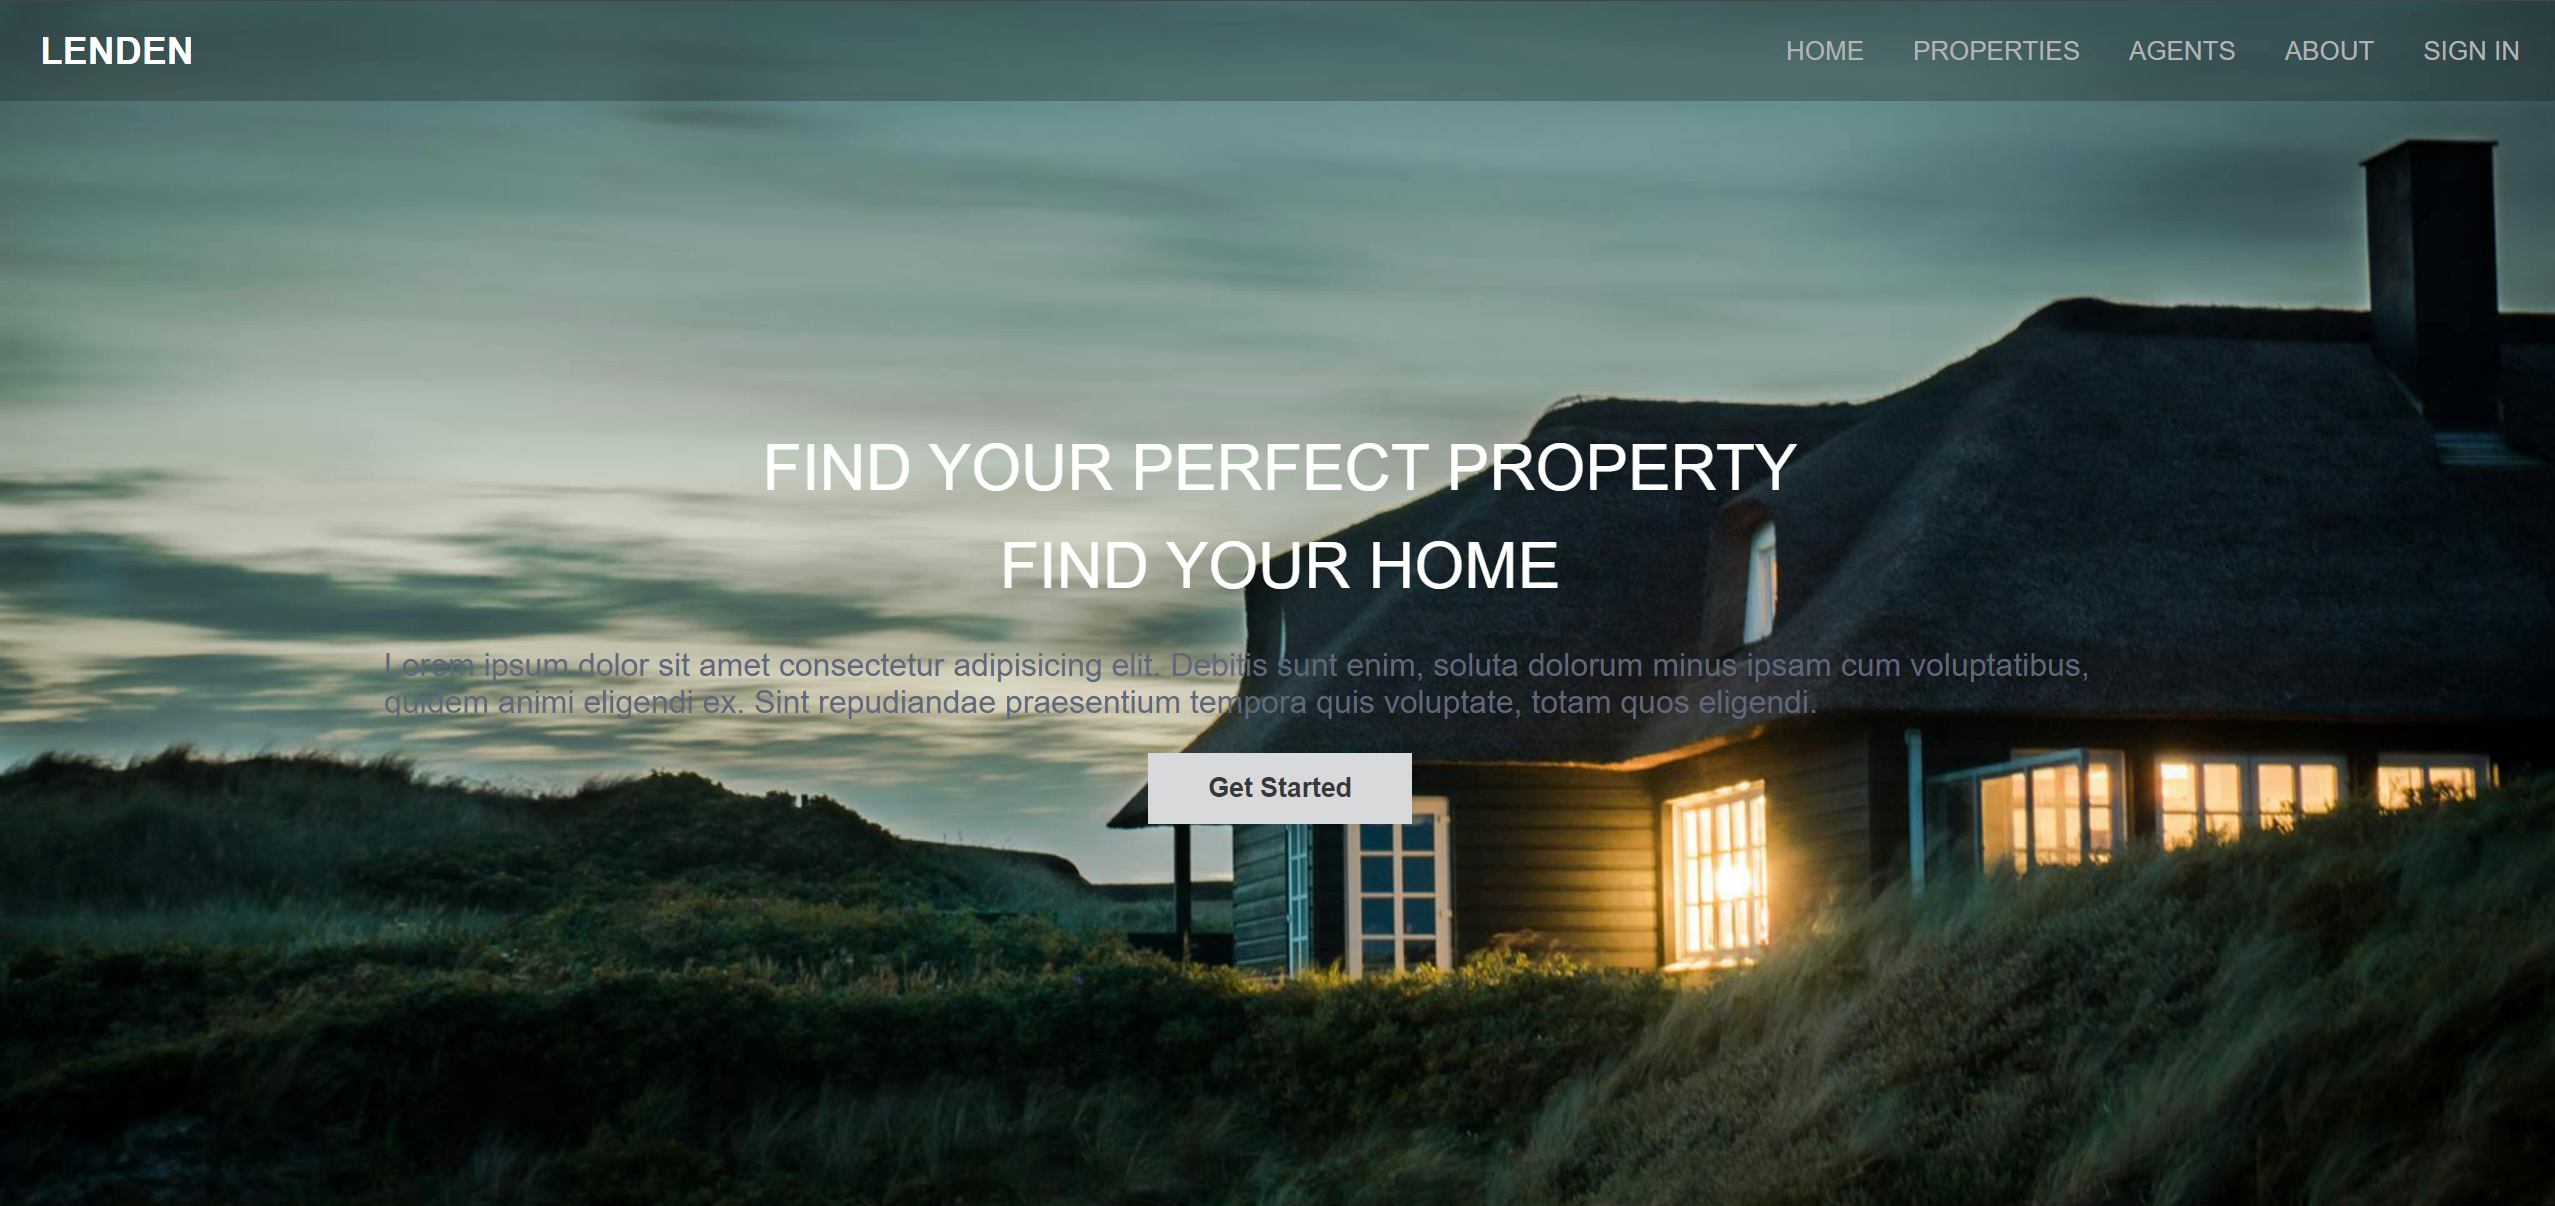 LENDEN
HOME PROPERTIES AGENTS ABOUT SIGN IN
FIND YOUR PERFECT PROPERTY
FIND YOUR HOME
Lorem ipsum dolor sit amet consectetur adipisicing elit. Debitis sunt enim, soluta dolorum minus ipsam cum voluptatibus,
quidem animi eligendi ex. Sint repudiandae praesentium tempora quis voluptate, totam quos eligendi.
Get Started